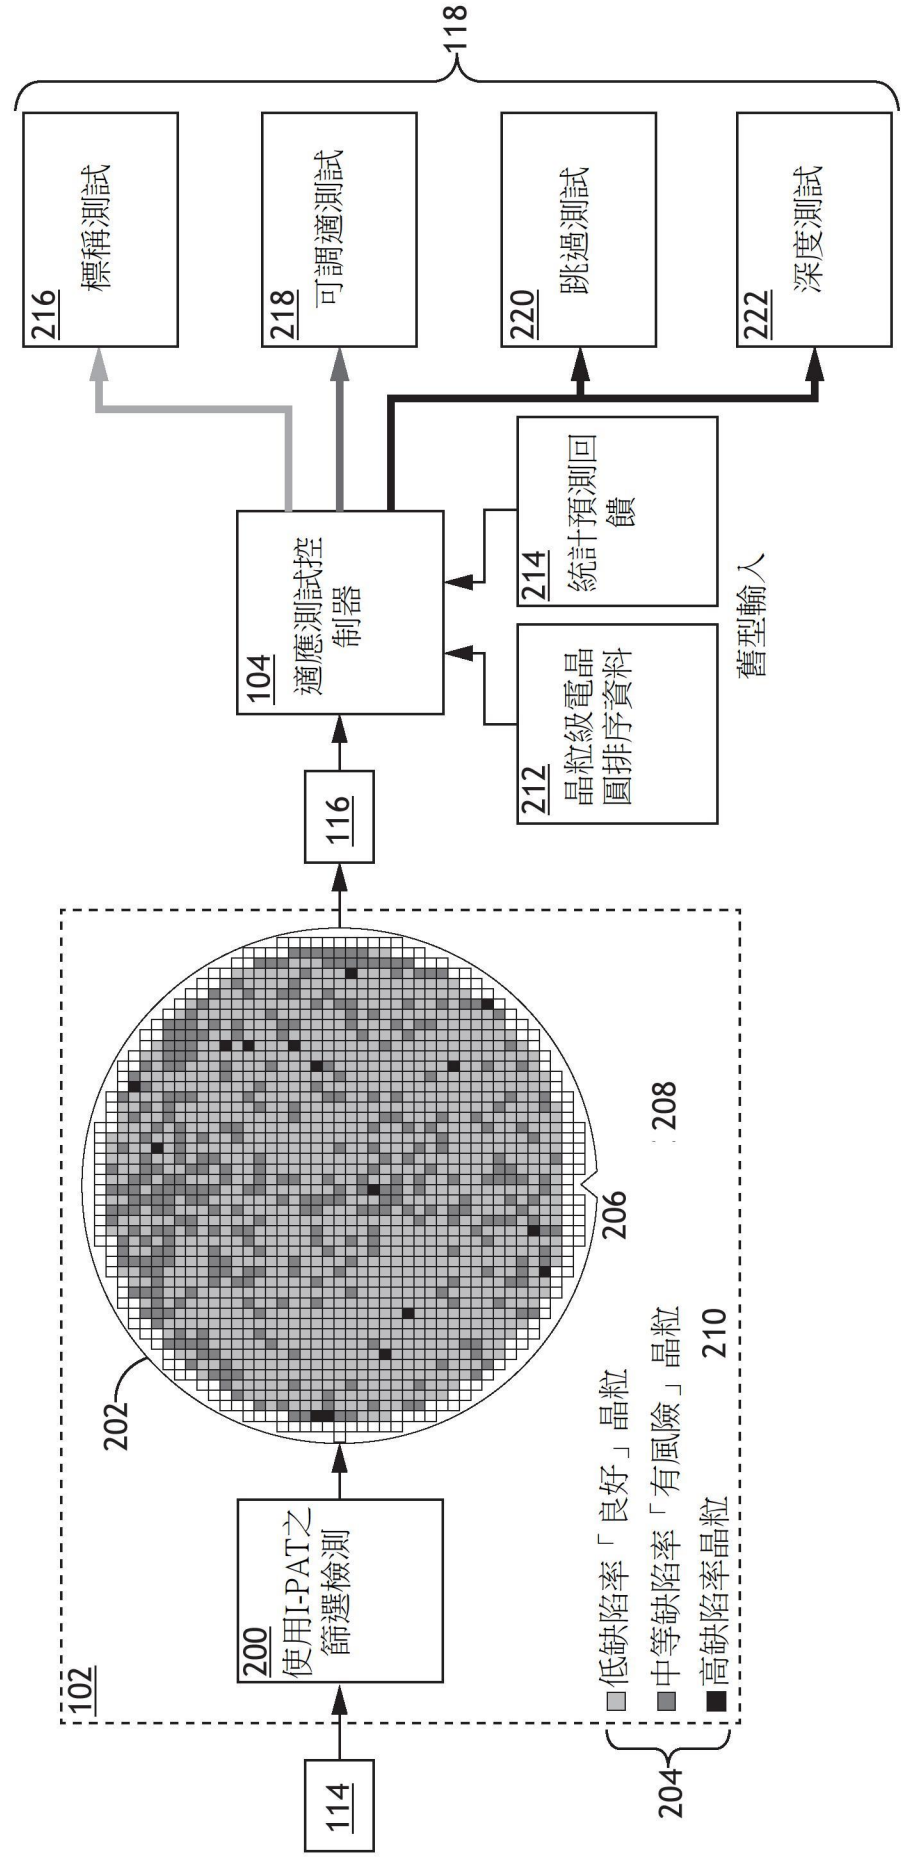 102
114
200
使用I-PAT之
篩選檢測
202
204
低缺陷率「良好」晶粒
206
中等缺陷率「有風險」晶粒
208
高缺陷率晶粒
210
116
104
適應測試控
制器
212
晶粒級電晶
圓排序資料
214
統計預測回
饋
舊型輸入
216
標稱測試
218
可調適測試
220
跳過測試
222
深度測試
118